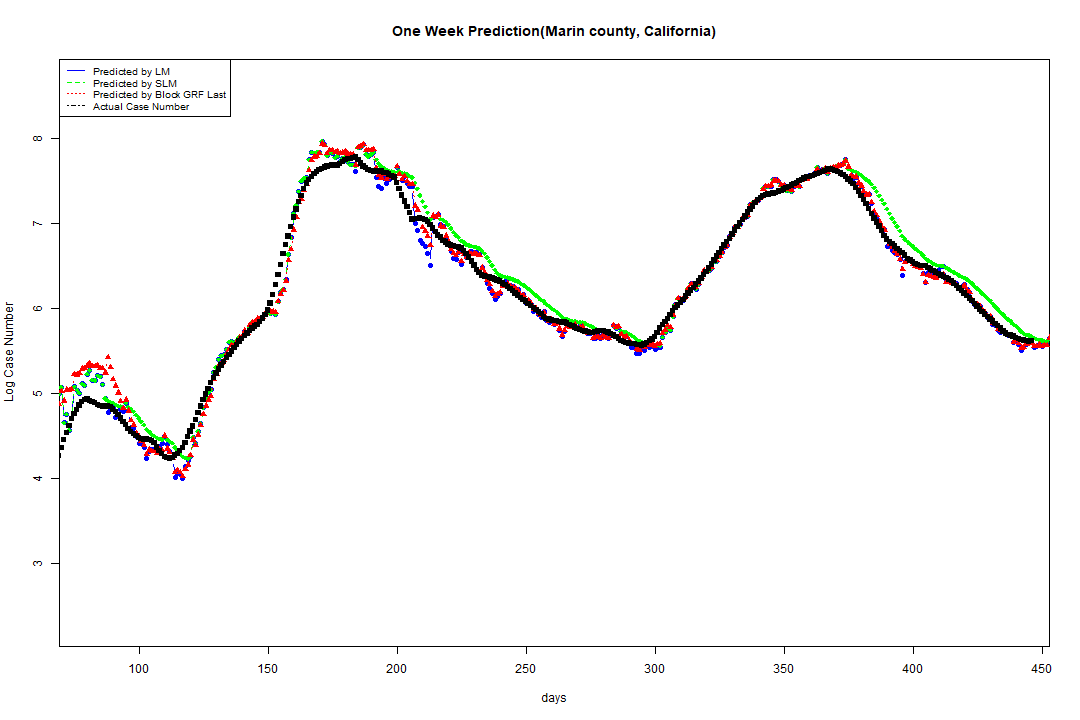 One Week Prediction(Marin county, California)
Predicted by LM
Predicted by SLM
Predicted by Block GRF Last
Actual Case Number
Log Case Number
8
7
6
5
4
3
100 150 200 250 300 350 400 450
days